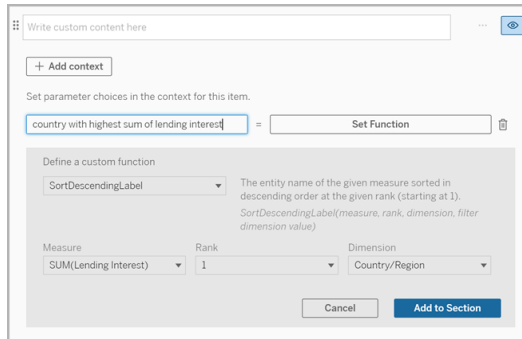 Write custom content here
+ Add context
Set parameter choices in the context for this item.
country with highest sum of lending interest = Set Function
Define a custom function
SortDescendingLabel
The entity name of the given measure sorted in
descending order at the given rank (starting at 1).
SortDescendingLabel(measure, rank, dimension, filter
dimension value)
Measure Rank Dimension
SUM(Lending Interest) 1 Country/Region
Cancel Add to Section